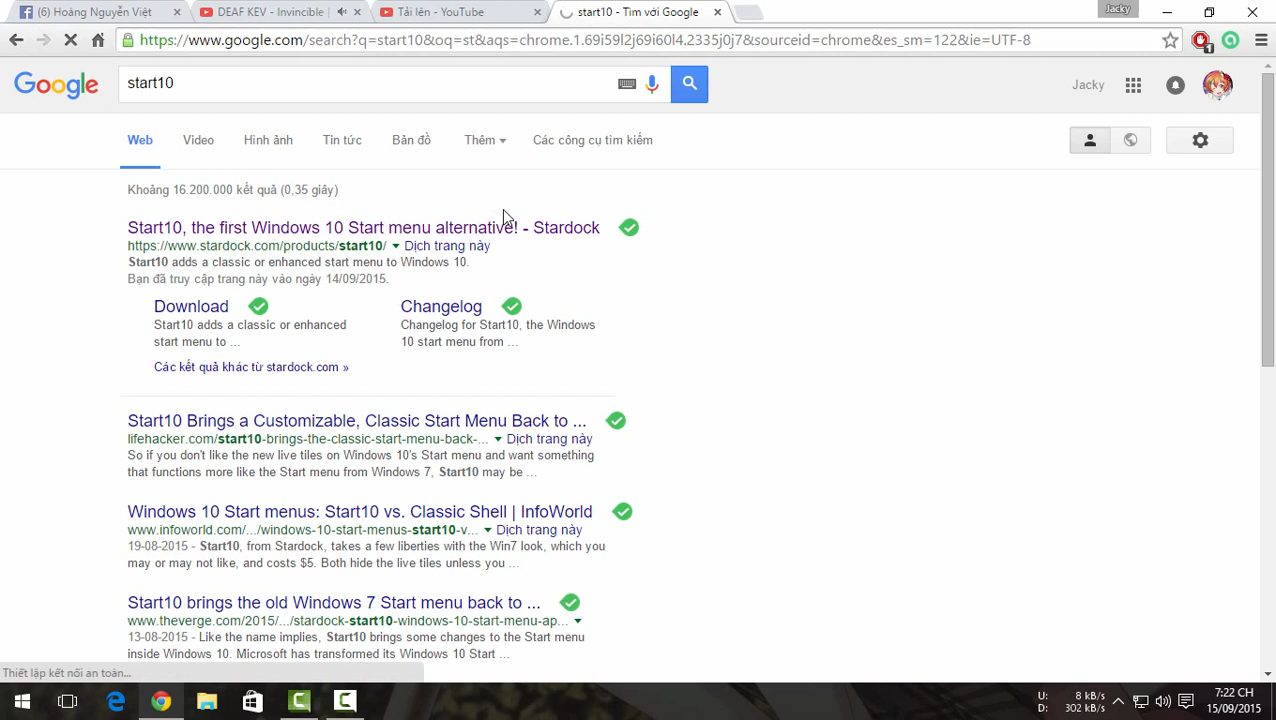 (6) Hoàng Nguyễn Việt
DEAF KEV - Invincible
Tải lên - YouTube
start10 - Tìm với Google
Jacky
https://www.google.com/search?q=start10&oq=st&aqs=chrome.1.69i59l2j69i60l4.2335j0j7&sourceid=chrome&es_sm=122&ie=UTF-8
1
Google
start10
Jacky
Web Video Hình ảnh Tin tức Bản đồ Thêm Các công cụ tìm kiếm
Khoảng 16.200.000 kết quả (0,35 giây)
Start10, the first Windows 10 Start menu alternative! - Stardock
https://www.stardock.com/products/start10/ Dịch trang này
Start10 adds a classic or enhanced start menu to Windows 10.
Bạn đã truy cập trang này vào ngày 14/09/2015.
Download
Start10 adds a classic or enhanced
start menu to ...
Changelog
Changelog for Start10, the Windows
10 start menu from ...
Các kết quả khác từ stardock.com »
Start10 Brings a Customizable, Classic Start Menu Back to ...
lifehacker.com/start10-brings-the-classic-start-menu-back-... Dịch trang này
So if you don't like the new live tiles on Windows 10's Start menu and want something
that functions more like the Start menu from Windows 7, Start10 may be ...
Windows 10 Start menus: Start10 vs. Classic Shell | InfoWorld
www.infoworld.com/.../windows-10-start-menus-start10-v... Dịch trang này
19-08-2015 - Start10, from Stardock, takes a few liberties with the Win7 look, which you
may or may not like, and costs $5. Both hide the live tiles unless you ...
Start10 brings the old Windows 7 Start menu back to ...
www.theverge.com/2015/.../stardock-start10-windows-10-start-menu-ap...
13-08-2015 - Like the name implies, Start10 brings some changes to the Start menu
inside Windows 10. Microsoft has transformed its Windows 10 Start ...
Thiết lập kết nối an toàn...
U: 8 kB/s
D: 302 kB/s
7:22 CH
15/09/2015